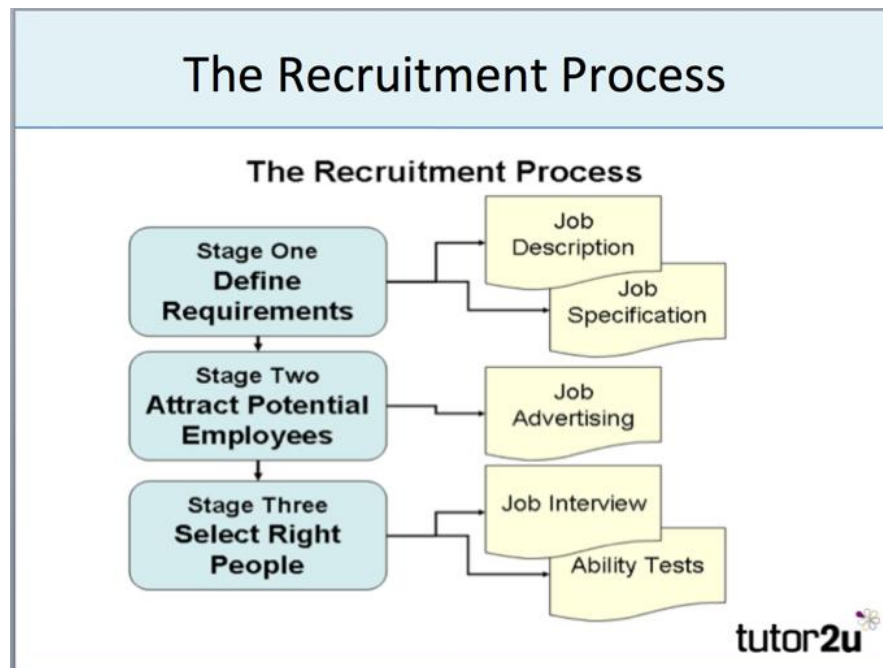 The Recruitment Process
The Recruitment Process
Stage One
Define
Requirements
Job
Description
Job
Specification
Stage Two
Attract Potential
Employees
Job
Advertising
Stage Three
Select Right
People
Job Interview
Ability Tests
tutor2u